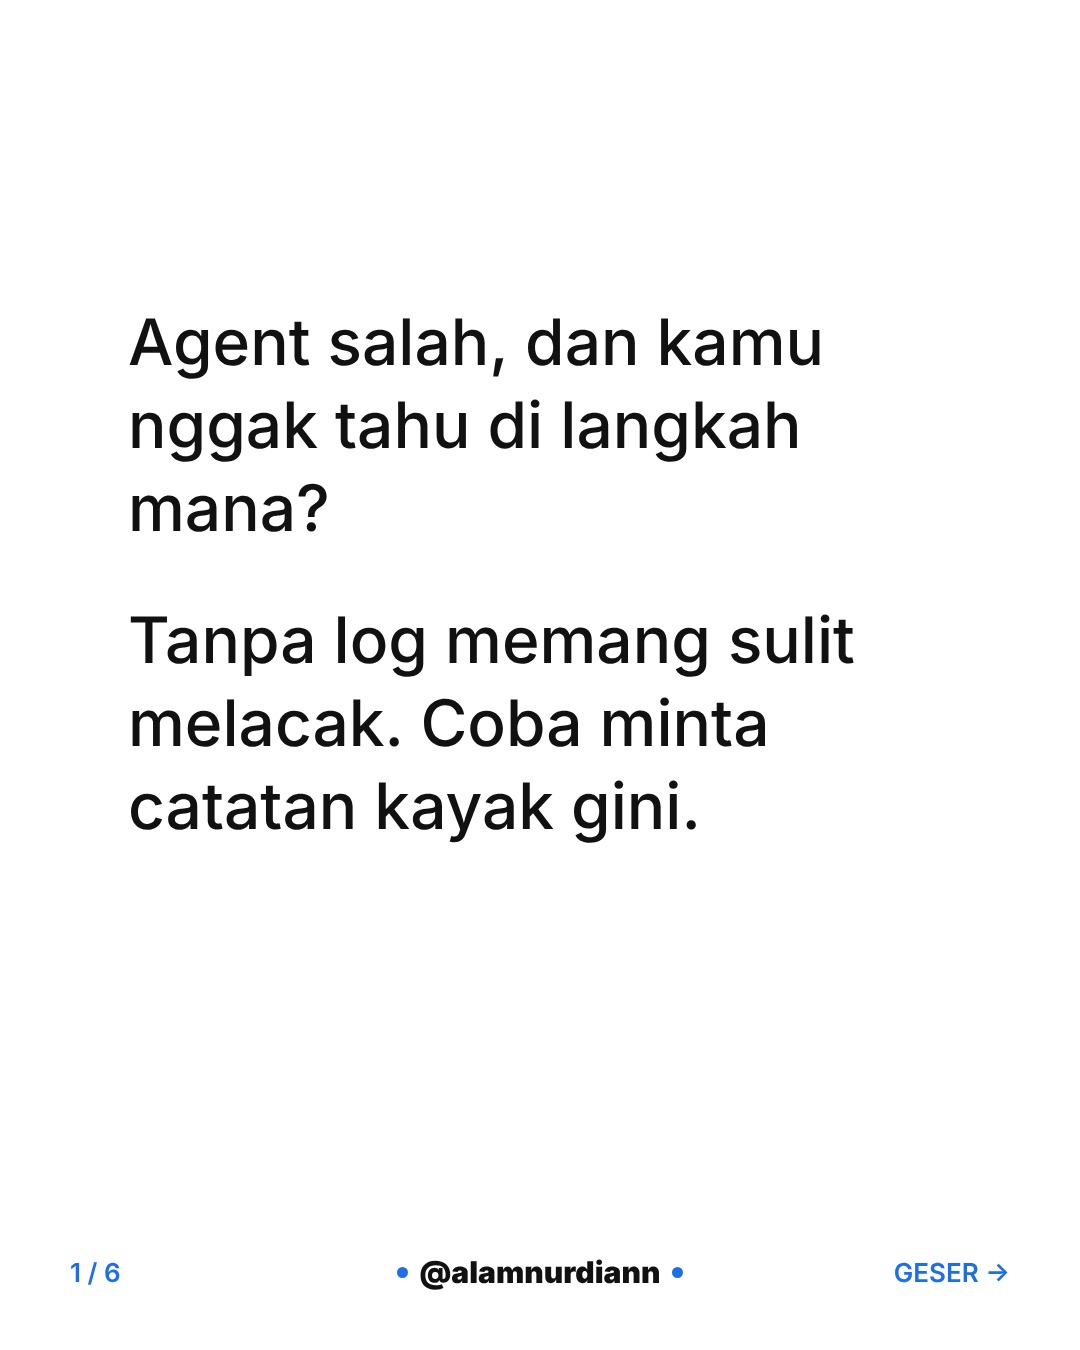 Agent salah, dan kamu
nggak tahu di langkah
mana?
Tanpa log memang sulit
melacak. Coba minta
catatan kayak gini.
1 / 6
• @alamnurdiann •
GESER →